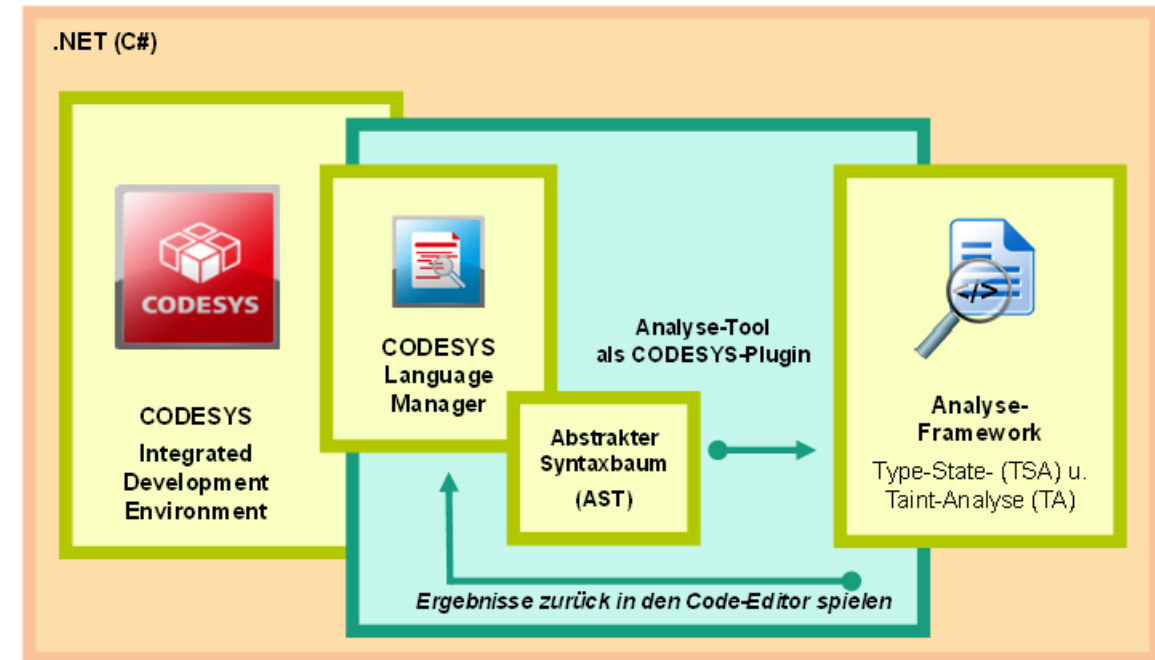 .NET (C#)
CODESYS
CODESYS
Integrated
Development
Environment
CODESYS
Language
Manager
Abstrakter
Syntaxbaum
(AST)
Analyse-Tool
als CODESYS-Plugin
</>
Analyse-
Framework
Type-State- (TSA) u.
Taint-Analyse (TA)
Ergebnisse zurück in den Code-Editor spielen